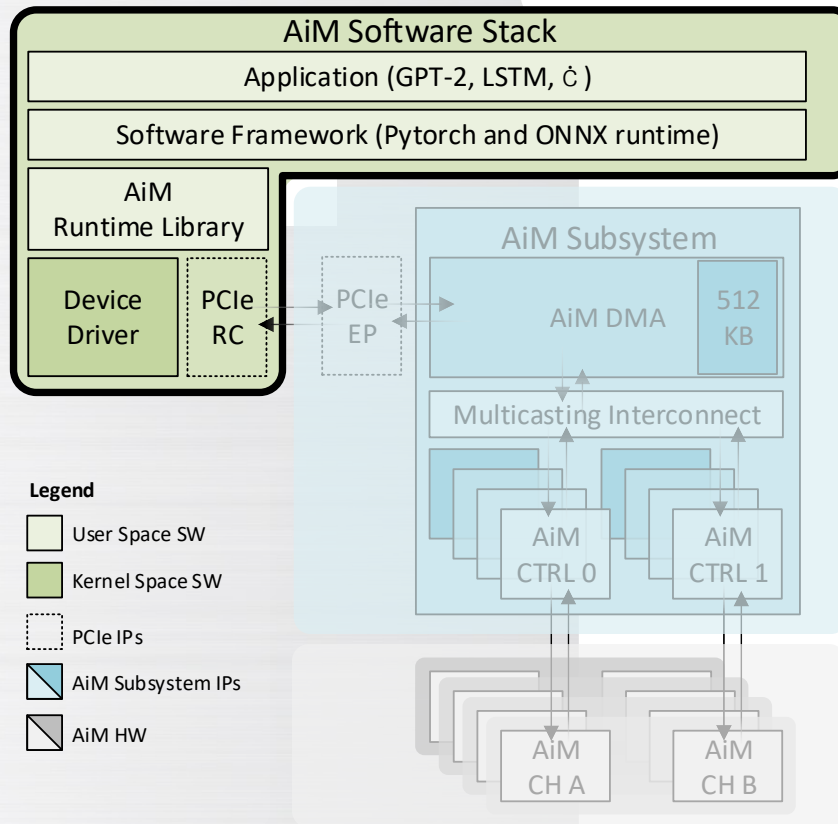 AiM Software Stack
Application (GPT-2, LSTM, Ċ )
Software Framework (Pytorch and ONNX runtime)
AiM
Runtime Library
Device
Driver
PCIe
RC
PCIe
EP
AiM Subsystem
AiM DMA
512
KB
Multicasting Interconnect
AiM
CTRL 0
AiM
CTRL 1
AiM
CH A
AiM
CH B
Legend
User Space SW
Kernel Space SW
PCIe IPs
AiM Subsystem IPs
AiM HW